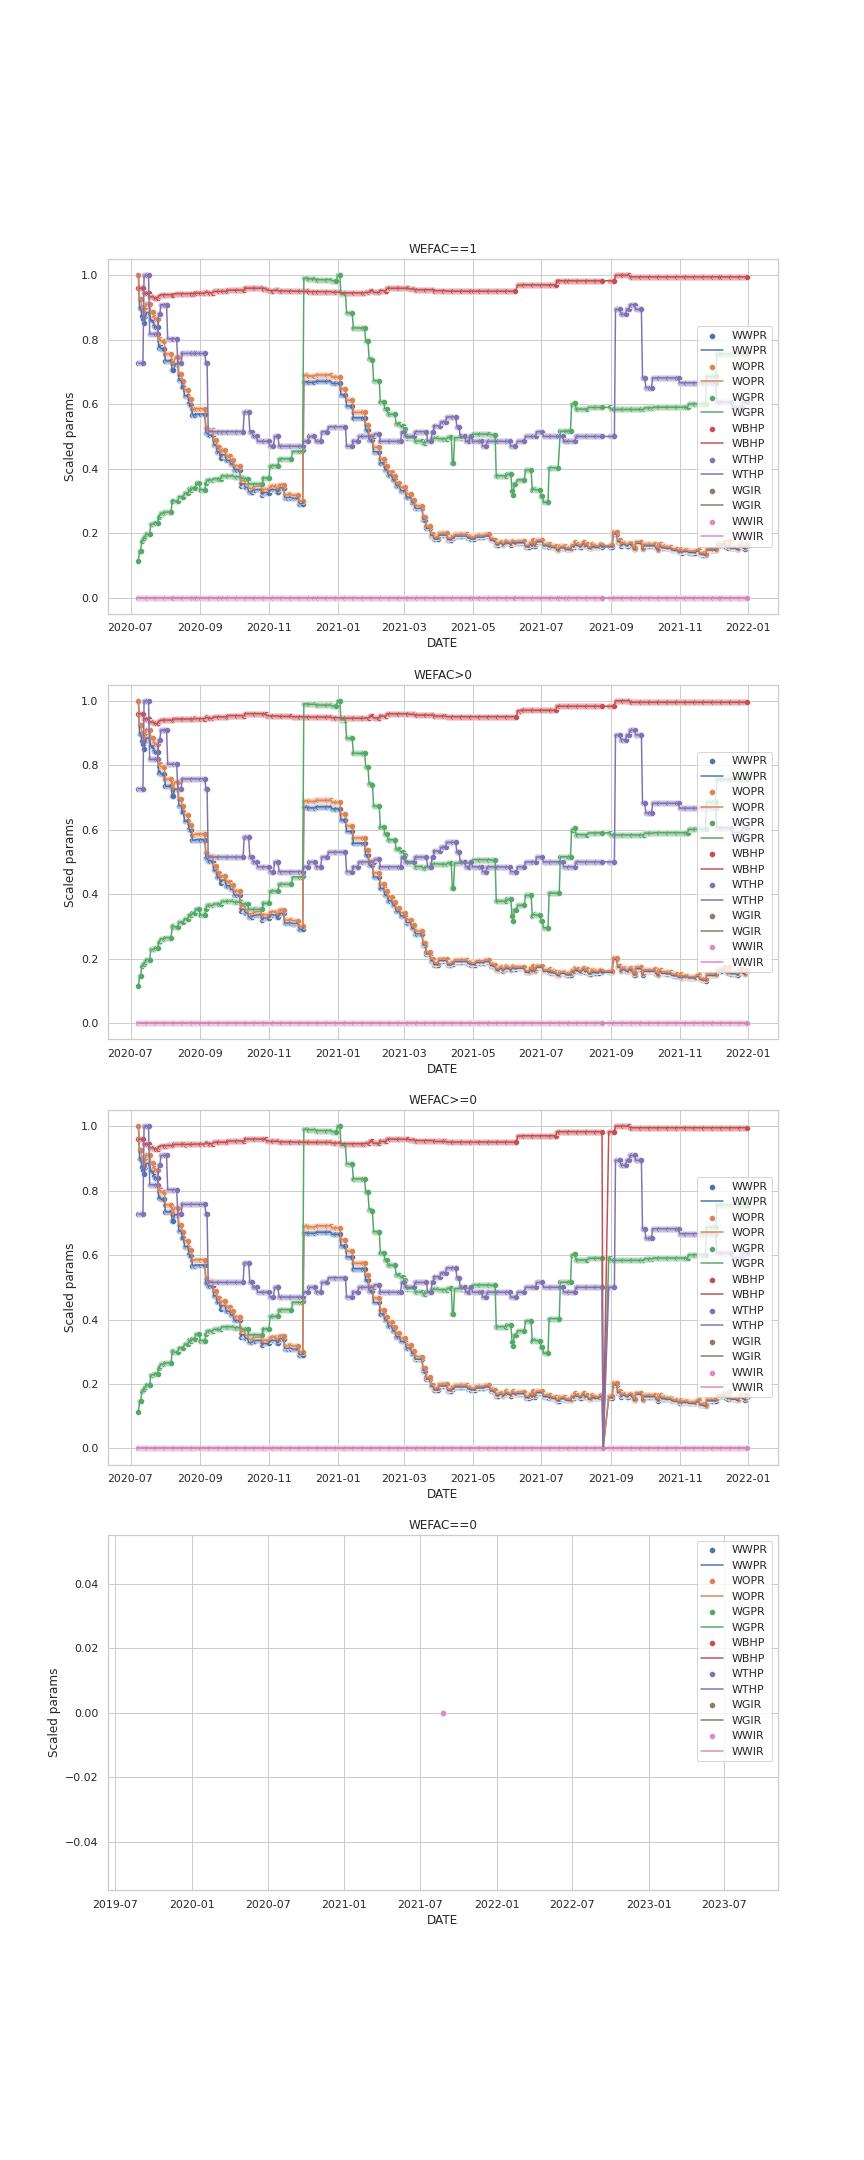 WEFAC==1
1.0
0.8
0.6
0.4
0.2
0.0
Scaled params
WWPR
WWPR
WOPR
WOPR
WGPR
WGPR
WBHP
WBHP
WTHP
WTHP
WGIR
WGIR
WWIR
WWIR
2020-07 2020-09 2020-11 2021-01 2021-03 2021-05 2021-07 2021-09 2021-11 2022-01
DATE
WEFAC>0
1.0
0.8
0.6
0.4
0.2
0.0
Scaled params
WWPR
WWPR
WOPR
WOPR
WGPR
WGPR
WBHP
WBHP
WTHP
WTHP
WGIR
WGIR
WWIR
WWIR
2020-07 2020-09 2020-11 2021-01 2021-03 2021-05 2021-07 2021-09 2021-11 2022-01
DATE
WEFAC>=0
1.0
0.8
0.6
0.4
0.2
0.0
Scaled params
WWPR
WWPR
WOPR
WOPR
WGPR
WGPR
WBHP
WBHP
WTHP
WTHP
WGIR
WGIR
WWIR
WWIR
2020-07 2020-09 2020-11 2021-01 2021-03 2021-05 2021-07 2021-09 2021-11 2022-01
DATE
WEFAC==0
0.04
0.02
0.00
−0.02
−0.04
Scaled params
WWPR
WWPR
WOPR
WOPR
WGPR
WGPR
WBHP
WBHP
WTHP
WTHP
WGIR
WGIR
WWIR
WWIR
2019-07 2020-01 2020-07 2021-01 2021-07 2022-01 2022-07 2023-01 2023-07
DATE